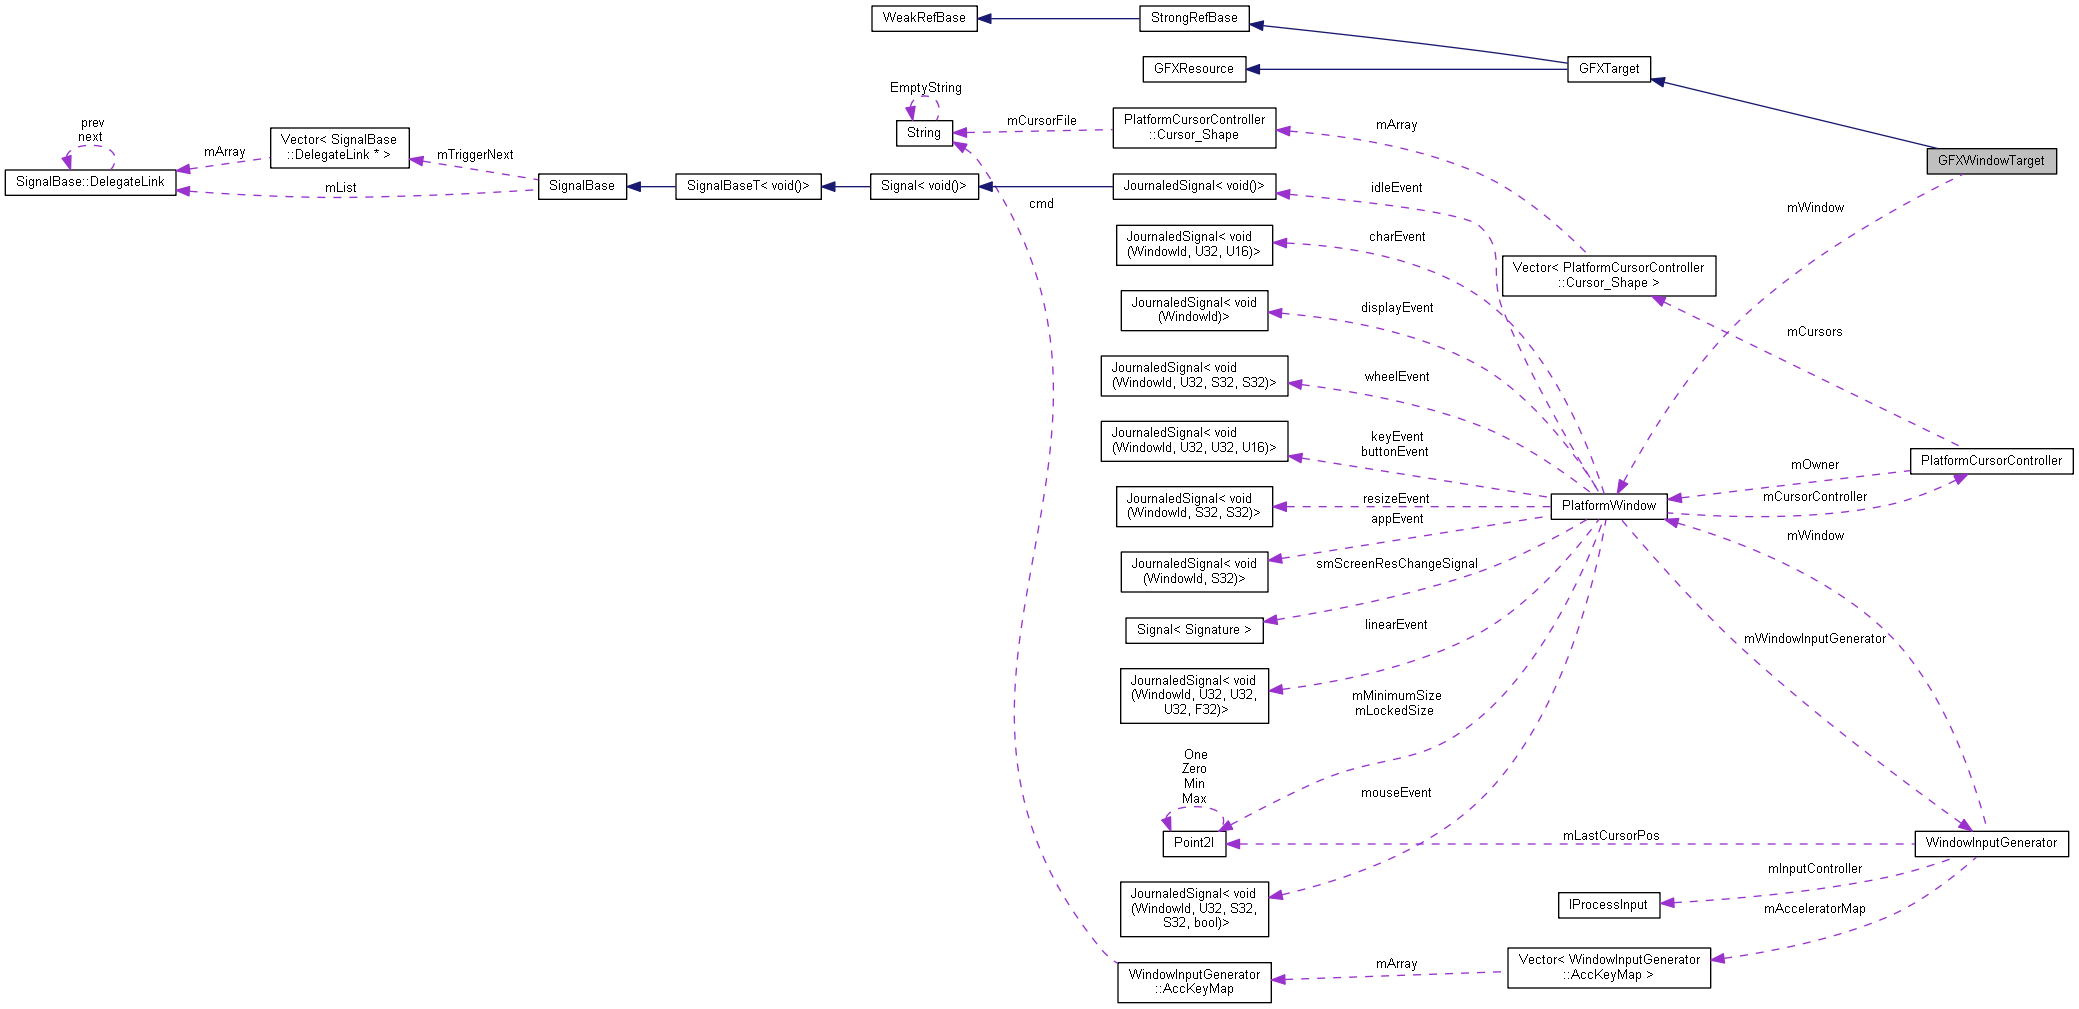 WeakRefBase
StrongRefBase
GFXResource
GFXTarget
GFXWindowTarget
EmptyString
String
mCursorFile
PlatformCursorController
::Cursor_Shape
mArray
prev
next
SignalBase::DelegateLink
mArray
Vector< SignalBase
::DelegateLink * >
mTriggerNext
mList
SignalBase
SignalBaseT< void()>
Signal< void()>
JournaledSignal< void()>
idleEvent
cmd
mWindow
JournaledSignal< void
(WindowId, U32, U16)>
charEvent
Vector< PlatformCursorController
::Cursor_Shape >
JournaledSignal< void
(WindowId)>
displayEvent
mCursors
JournaledSignal< void
(WindowId, U32, S32, S32)>
wheelEvent
JournaledSignal< void
(WindowId, U32, U32, U16)>
keyEvent
buttonEvent
PlatformCursorController
mOwner
mCursorController
JournaledSignal< void
(WindowId, S32, S32)>
resizeEvent
PlatformWindow
appEvent
mWindow
JournaledSignal< void
(WindowId, S32)>
smScreenResChangeSignal
Signal< Signature >
linearEvent
mWindowInputGenerator
JournaledSignal< void
(WindowId, U32, U32,
U32, F32)>
mMinimumSize
mLockedSize
One
Zero
Min
Max
Point2I
mouseEvent
mLastCursorPos
WindowInputGenerator
mInputController
IProcessInput
mAcceleratorMap
JournaledSignal< void
(WindowId, U32, S32,
S32, bool)>
WindowInputGenerator
::AccKeyMap
mArray
Vector< WindowInputGenerator
::AccKeyMap >